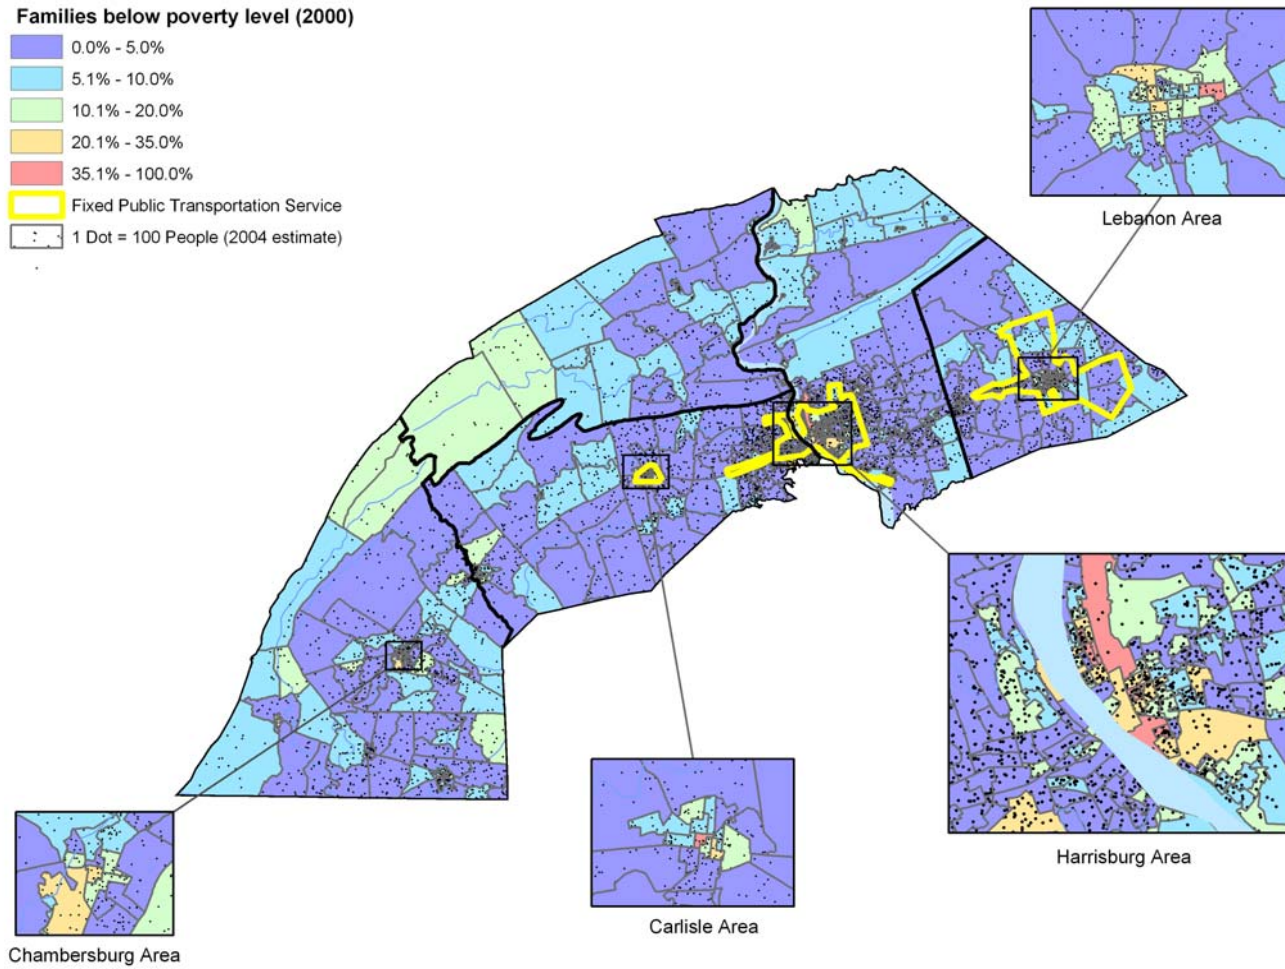 Families below poverty level (2000)
0.0% - 5.0%
5.1% - 10.0%
10.1% - 20.0%
20.1% - 35.0%
35.1% - 100.0%
Fixed Public Transportation Service
1 Dot = 100 People (2004 estimate)
Lebanon Area
Harrisburg Area
Carlisle Area
Chambersburg Area